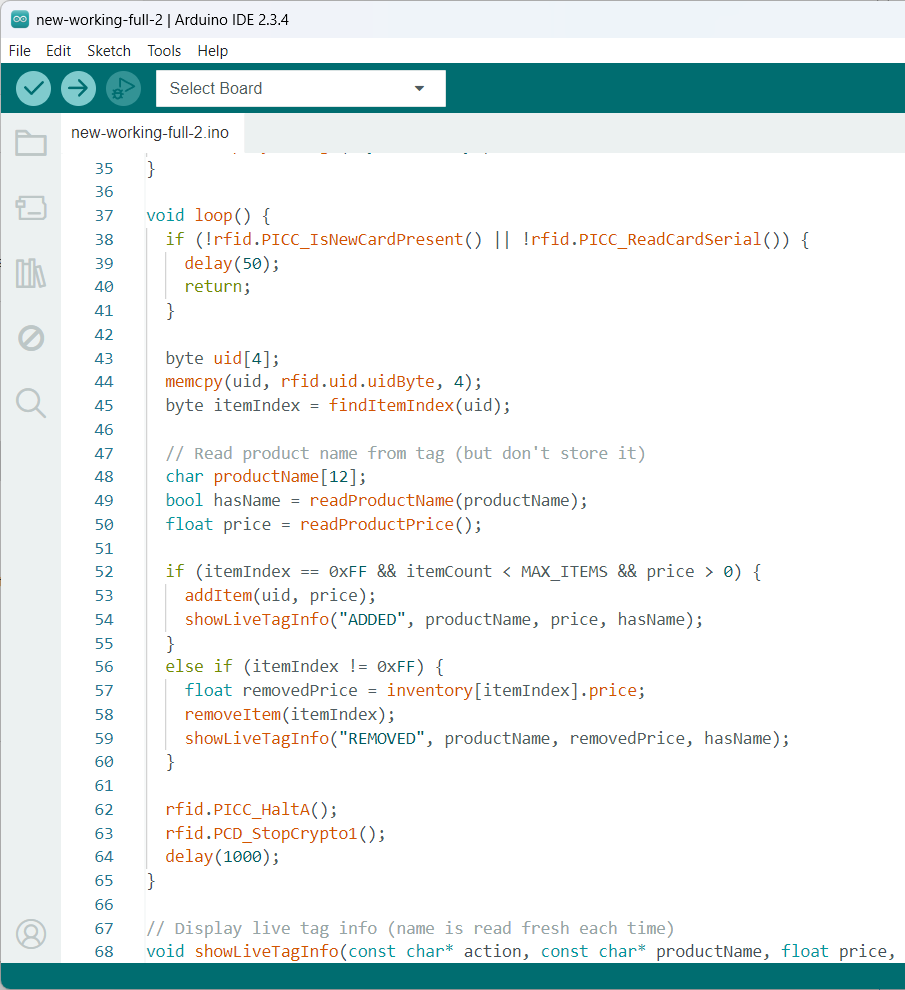 new-working-full-2 | Arduino IDE 2.3.4
File Edit Sketch Tools Help
Select Board
new-working-full-2.ino
35 }
36
37 void loop() {
38 if (!rfid.PICC_IsNewCardPresent() || !rfid.PICC_ReadCardSerial()) {
39 delay(50);
40 return;
41 }
42
43 byte uid[4];
44 memcpy(uid, rfid.uid.uidByte, 4);
45 byte itemIndex = findItemIndex(uid);
46
47 // Read product name from tag (but don't store it)
48 char productName[12];
49 bool hasName = readProductName(productName);
50 float price = readProductPrice();
51
52 if (itemIndex == 0xFF && itemCount < MAX_ITEMS && price > 0) {
53 addItem(uid, price);
54 showLiveTagInfo("ADDED", productName, price, hasName);
55 }
56 else if (itemIndex != 0xFF) {
57 float removedPrice = inventory[itemIndex].price;
58 removeItem(itemIndex);
59 showLiveTagInfo("REMOVED", productName, removedPrice, hasName);
60 }
61
62 rfid.PICC_HaltA();
63 rfid.PCD_StopCrypto1();
64 delay(1000);
65 }
66
67 // Display live tag info (name is read fresh each time)
68 void showLiveTagInfo(const char* action, const char* productName, float price,